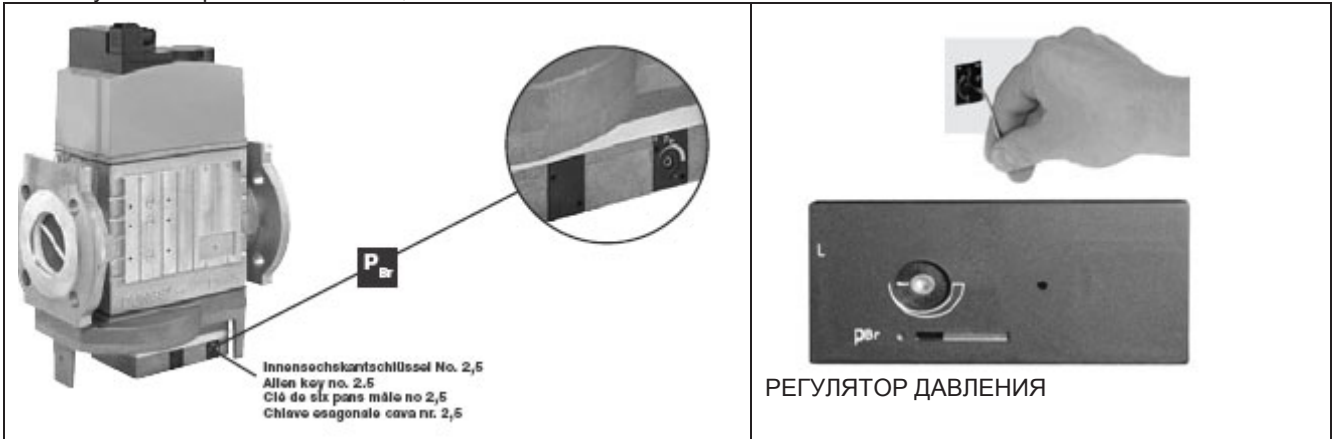 P Br
Innensechskantschlüssel No. 2,5
Allen key no. 2.5
Clé de six pans mâle no 2,5
Chiave esagonale cava nr. 2,5
L
pBr
РЕГУЛЯТОР ДАВЛЕНИЯ